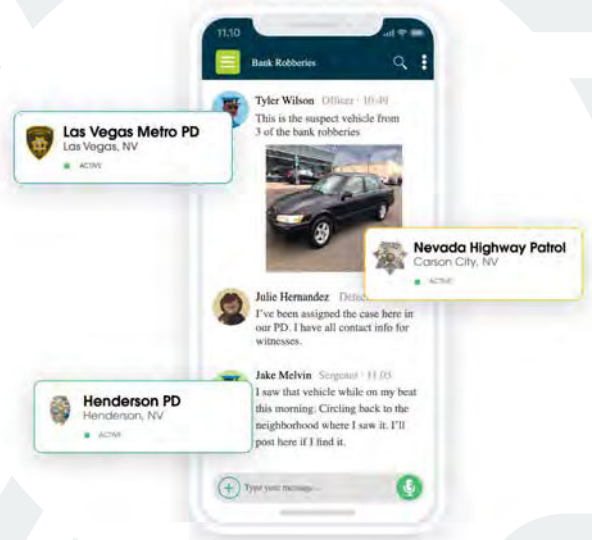 11.10
Bank Robberies
Tyler Wilson Officer · 10:49
This is the suspect vehicle from
3 of the bank robberies
Las Vegas Metro PD
Las Vegas, NV
ACTIVE
Nevada Highway Patrol
Carson City, NV
ACTIVE
Julie Hernandez
I've been assigned the case here in
our PD. I have all contact info for
witnesses.
Jake Melvin Sergeant · 11:05
I saw that vehicle while on my beat
this morning. Circling back to the
neighborhood where I saw it. I'll
post here if I find it.
Henderson PD
Henderson, NV
ACTIVE
Type your message...